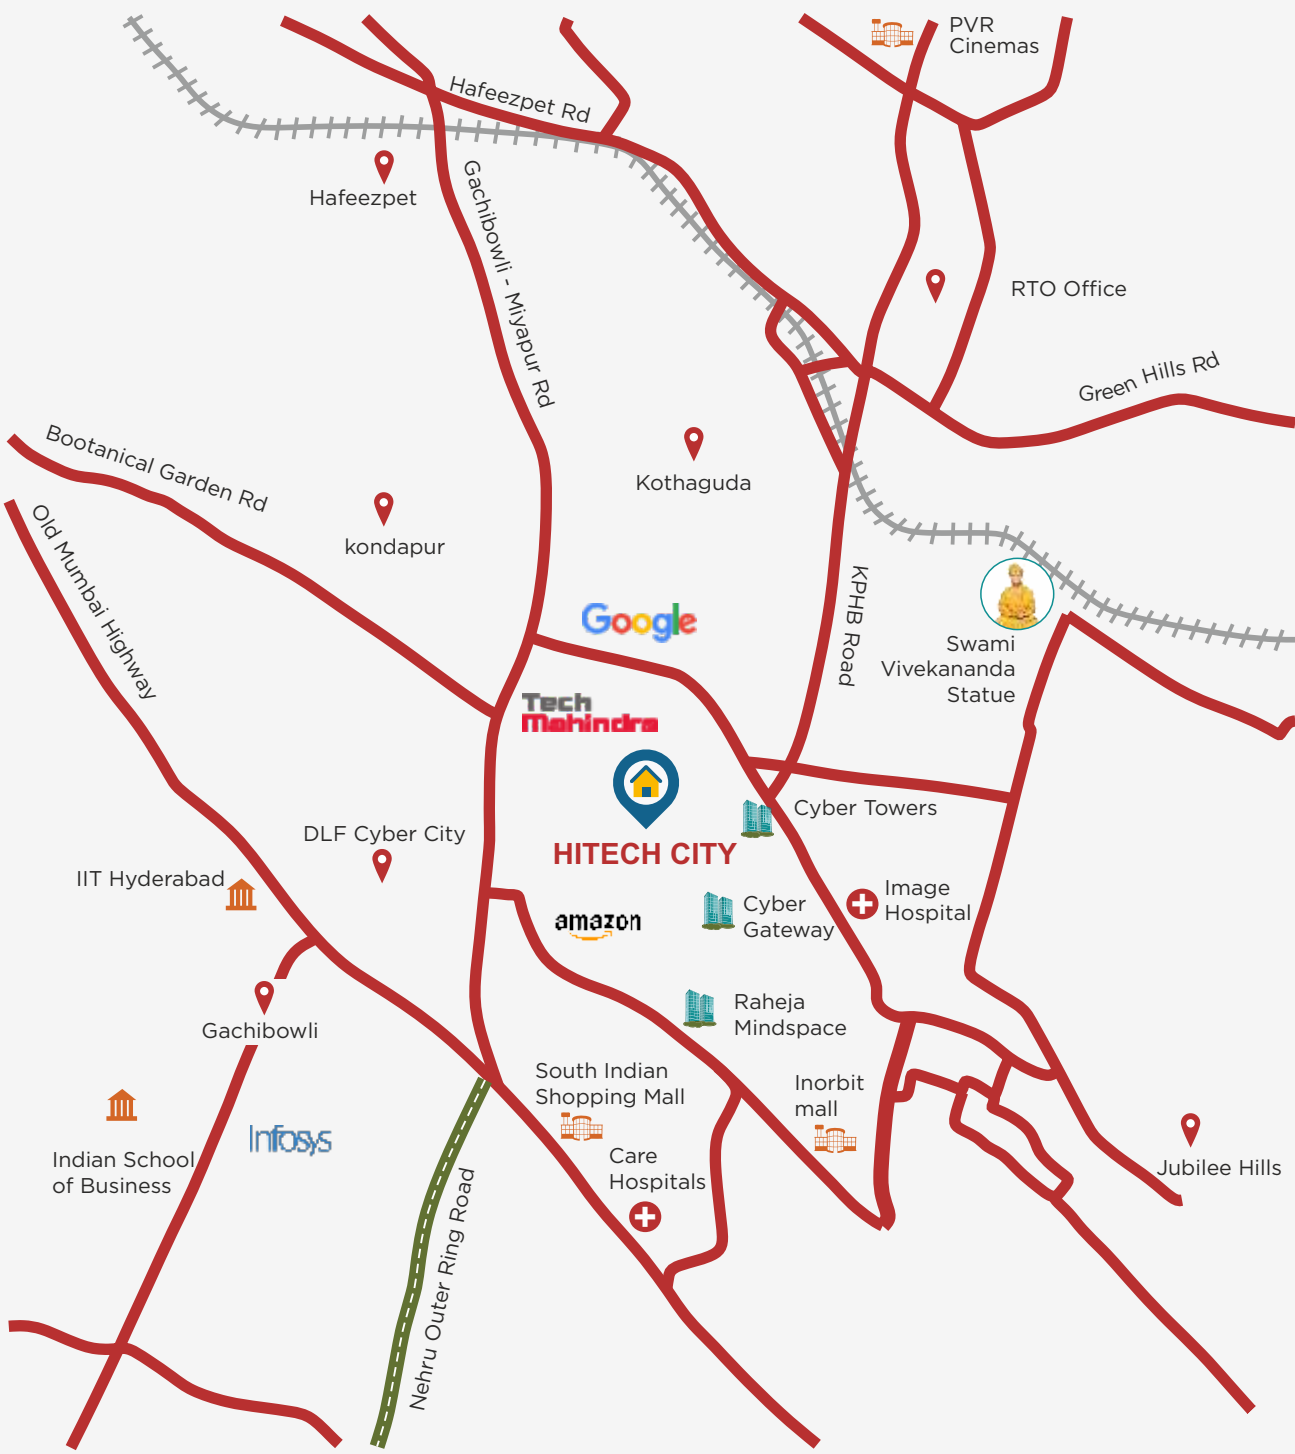 PVR
Cinemas
Hafeezpet Rd
Hafeezpet
Gachibowli - Miyapur Rd
RTO Office
Green Hills Rd
Bootanical Garden Rd
Kothaguda
Old Mumbai Highway
kondapur
KPHB Road
Google
Swami
Vivekananda
Statue
Tech
Mahindra
Cyber Towers
DLF Cyber City
HITECH CITY
IIT Hyderabad
Image
Hospital
amazon
Cyber
Gateway
Raheja
Mindspace
Gachibowli
South Indian
Shopping Mall
Inorbit
mall
Infosys
Care
Hospitals
Indian School
of Business
Jubilee Hills
Nehru Outer Ring Road